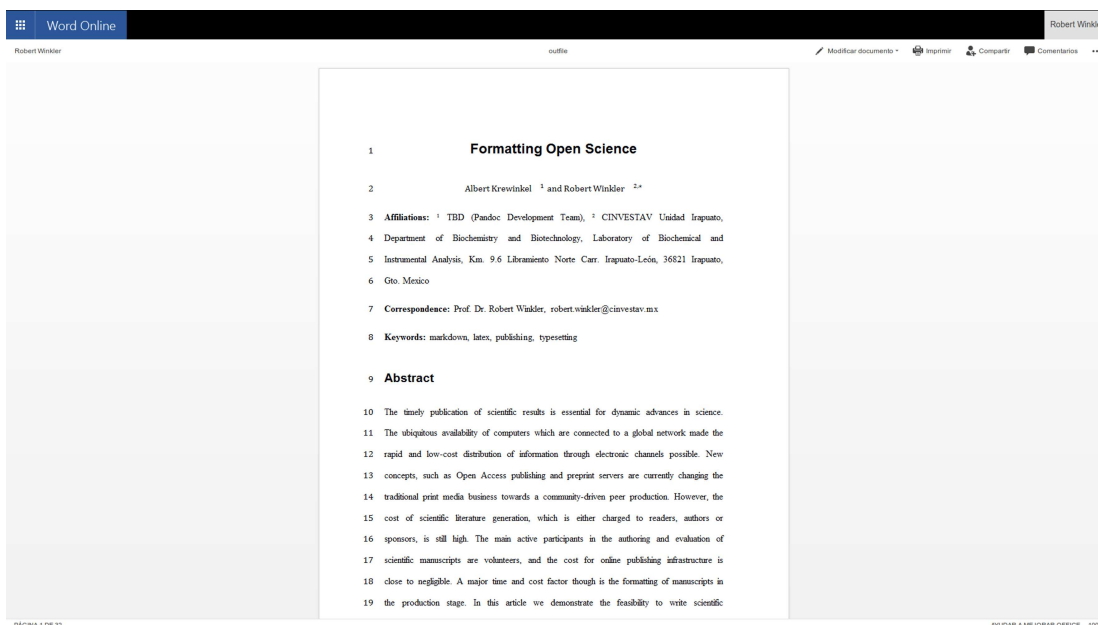 Word Online
Robert Winkl
Robert Winkler outfile Modificar documento Imprimir Compartir Comentarios
1 Formatting Open Science
2 Albert Krewinkel 1 and Robert Winkler 2,*
3 Affiliations: 1 TBD (Pandoc Development Team), 2 CINVESTAV Unidad Irapuato,
4 Department of Biochemistry and Biotechnology, Laboratory of Biochemical and
5 Instrumental Analysis, Km. 9.6 Libramiento Norte Carr. Irapuato-León, 36821 Irapuato,
6 Gto. Mexico
7 Correspondence: Prof. Dr. Robert Winkler, robert.winkler@cinvestav.mx
8 Keywords: markdown, latex, publishing, typesetting
9 Abstract
10 The timely publication of scientific results is essential for dynamic advances in science.
11 The ubiquitous availability of computers which are connected to a global network made the
12 rapid and low-cost distribution of information through electronic channels possible. New
13 concepts, such as Open Access publishing and preprint servers are currently changing the
14 traditional print media business towards a community-driven peer production. However, the
15 cost of scientific literature generation, which is either charged to readers, authors or
16 sponsors, is still high. The main active participants in the authoring and evaluation of
17 scientific manuscripts are volunteers, and the cost for online publishing infrastructure is
18 close to negligible. A major time and cost factor though is the formatting of manuscripts in
19 the production stage. In this article we demonstrate the feasibility to write scientific
PÁGINA 1 DE 32 AYUDAR A MEJORAR OFFICE